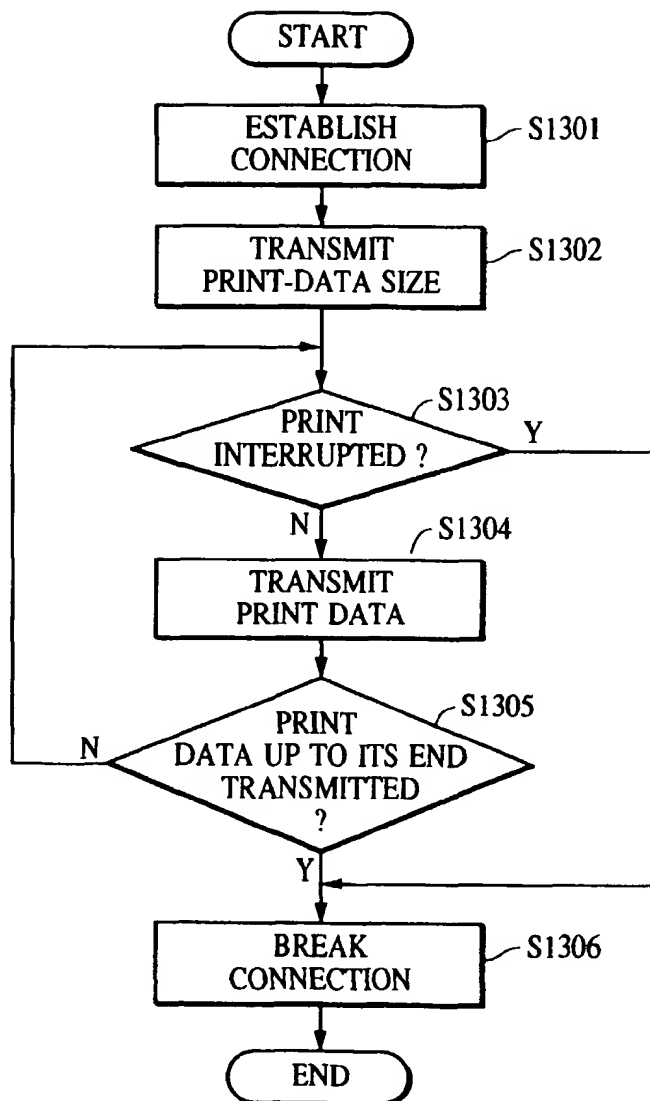 START
ESTABLISH
CONNECTION
S1301
TRANSMIT
PRINT-DATA SIZE
S1302
PRINT
INTERRUPTED ?
S1303
Y
N
S1304
TRANSMIT
PRINT DATA
PRINT
DATA UP TO ITS END
TRANSMITTED
?
S1305
N
Y
BREAK
CONNECTION
S1306
END